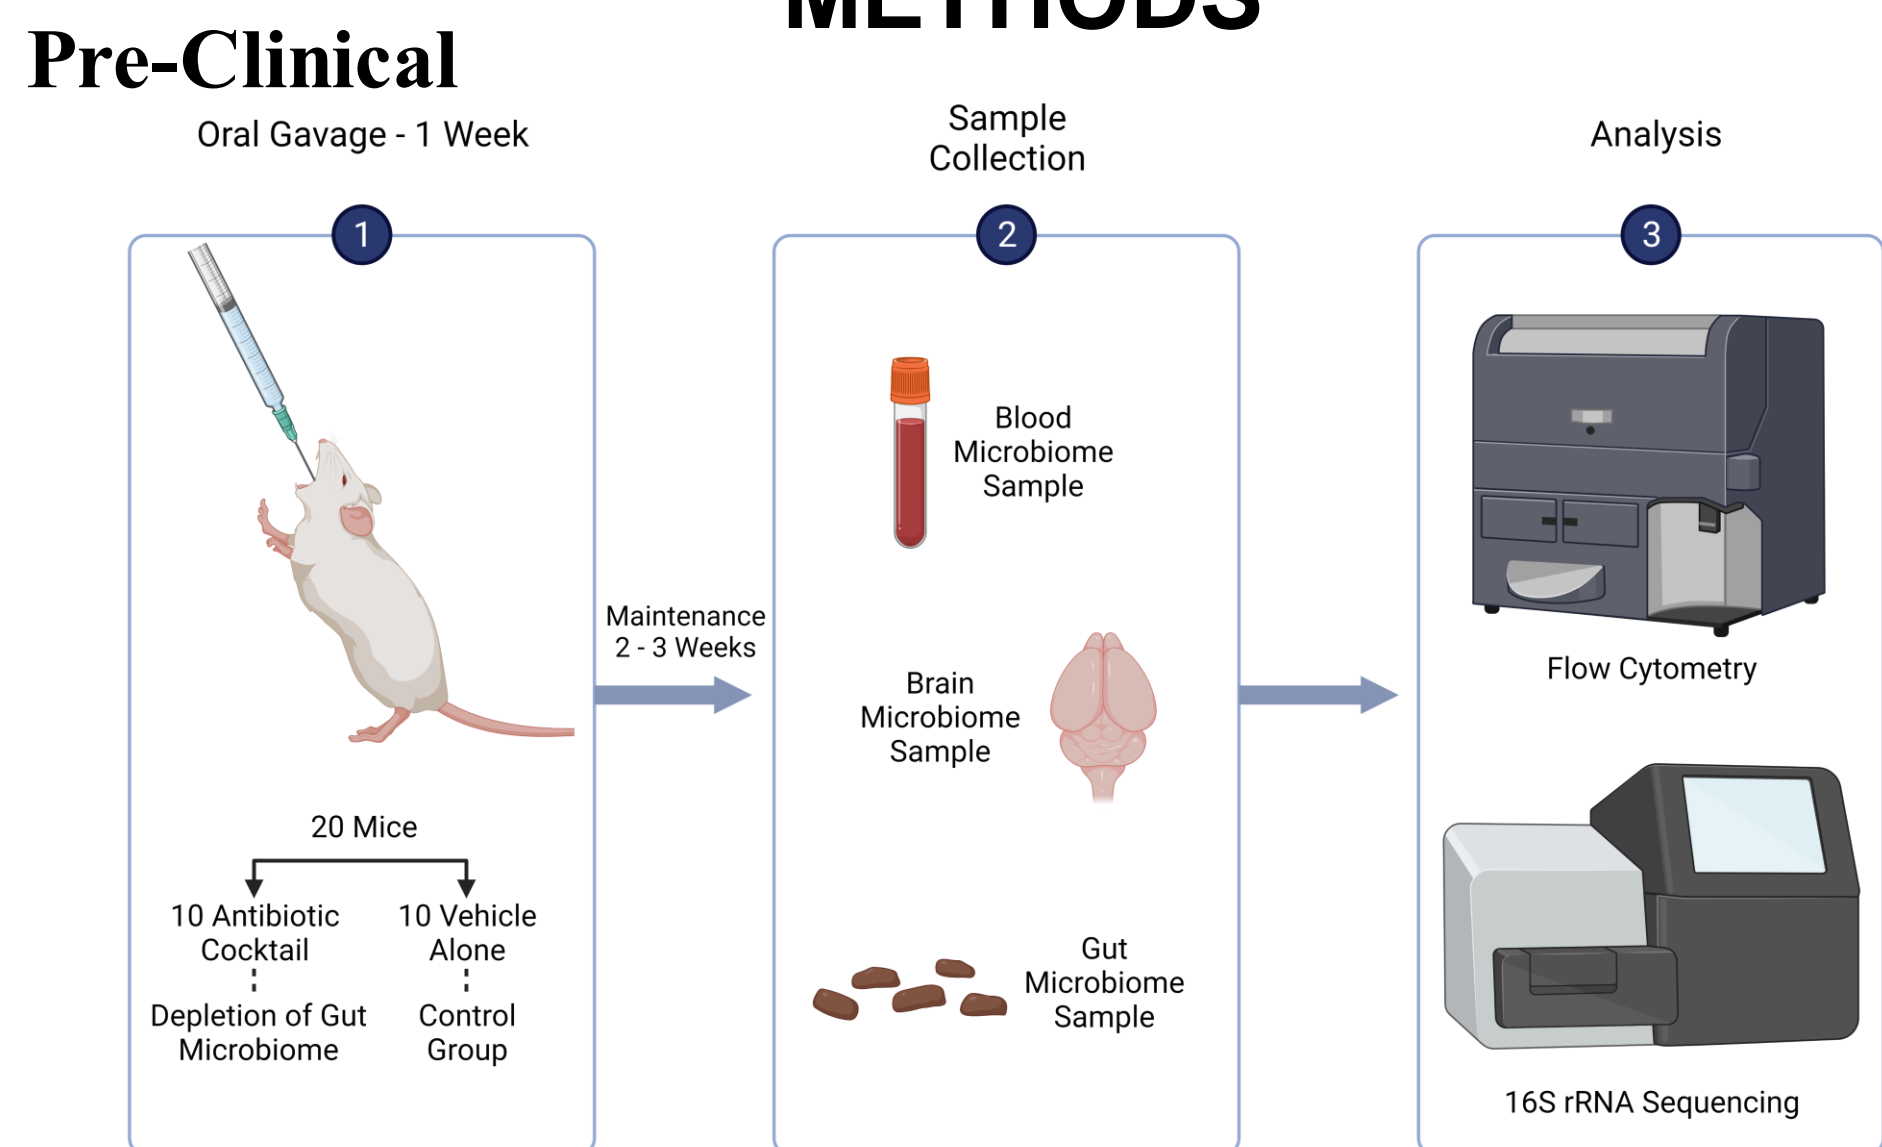 METHODS
Pre-Clinical
Oral Gavage - 1 Week
1
20 Mice
10 Antibiotic
Cocktail
Depletion of Gut
Microbiome
10 Vehicle
Alone
Control
Group
Maintenance
2 - 3 Weeks
Sample
Collection
2
Blood
Microbiome
Sample
Brain
Microbiome
Sample
Gut
Microbiome
Sample
Analysis
3
Flow Cytometry
16S rRNA Sequencing